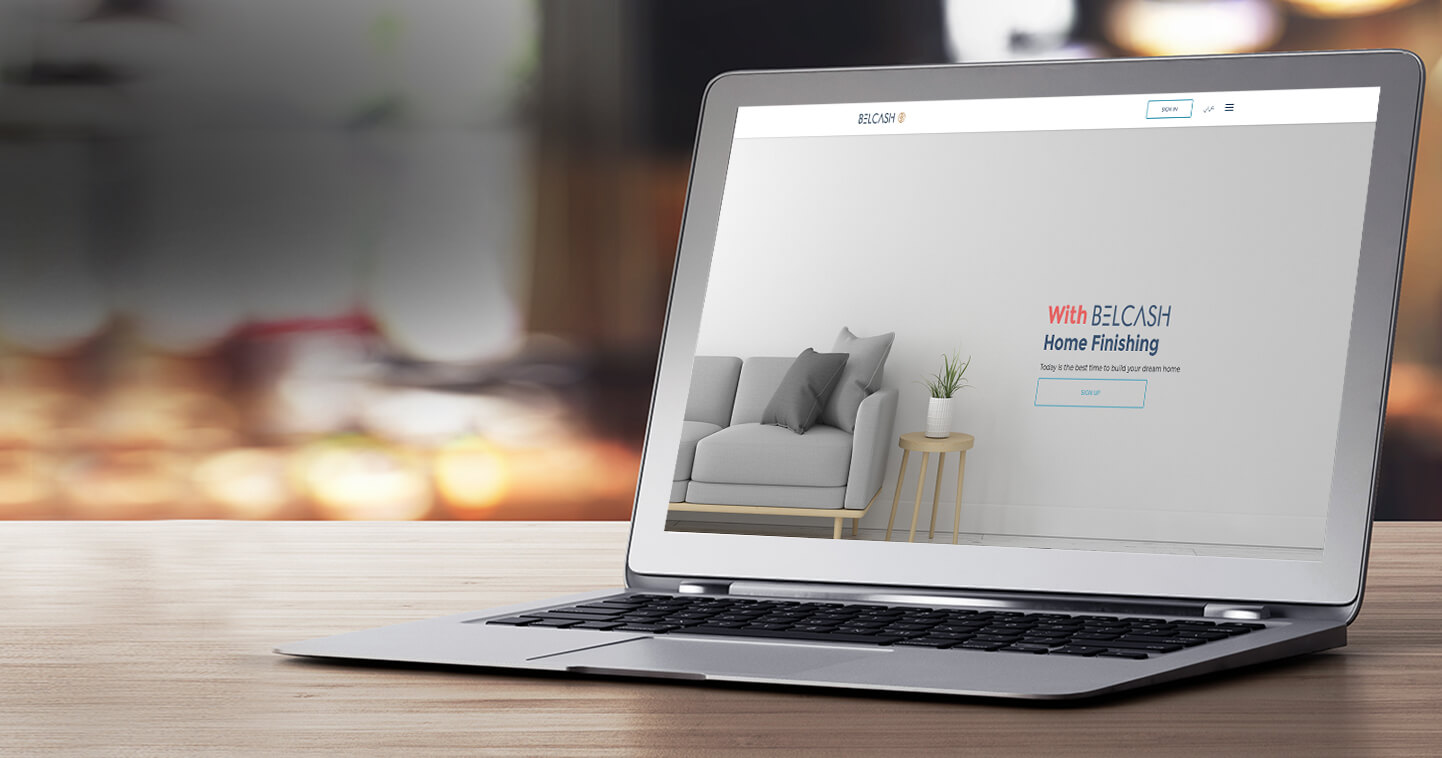 BELCASH
SIGN IN
عربي
With BELCASH
Home Finishing
Today is the best time to build your dream home
SIGN UP